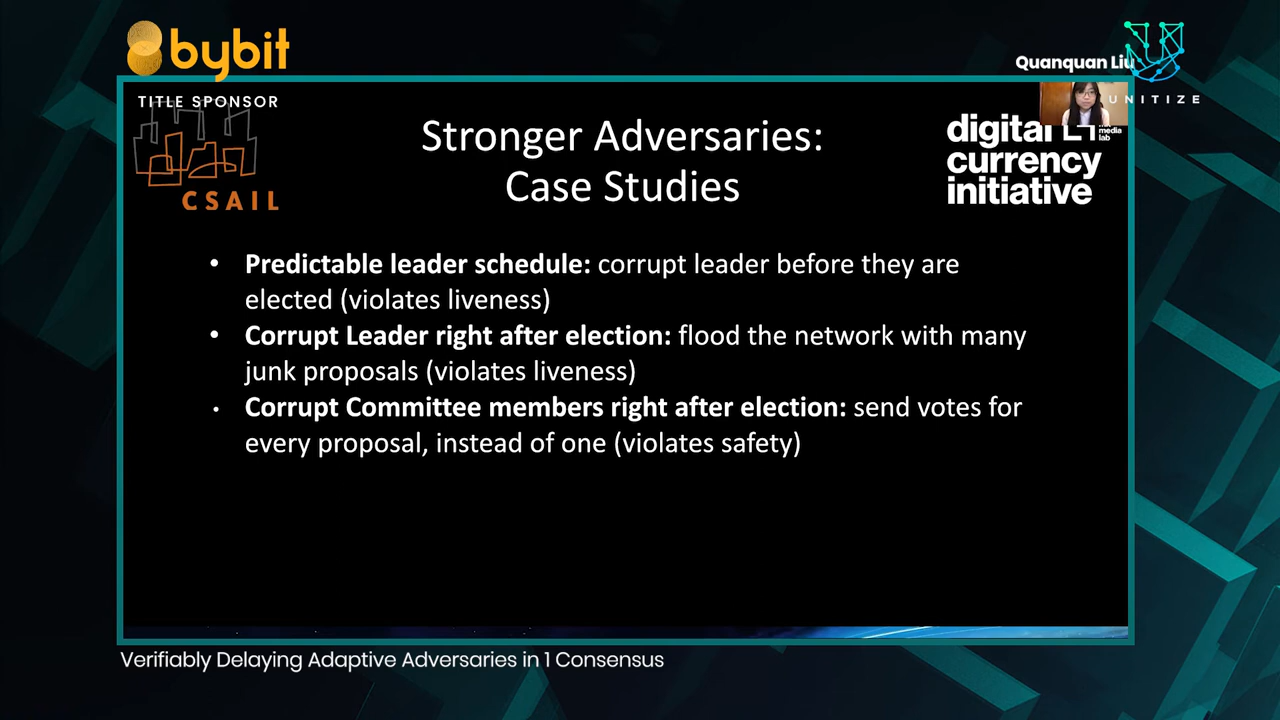 bybit
TITLE SPONSOR
Quanquan Liu
UNITIZE
CSAIL
Stronger Adversaries:
Case Studies
digital
media
lab
currency
initiative
• Predictable leader schedule: corrupt leader before they are
elected (violates liveness)
• Corrupt Leader right after election: flood the network with many
junk proposals (violates liveness)
• Corrupt Committee members right after election: send votes for
every proposal, instead of one (violates safety)
Verifiably Delaying Adaptive Adversaries in 1 Consensus